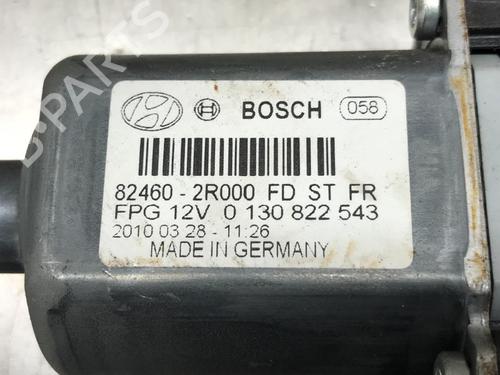 BOSCH 058
82460 - 2R000 FD ST FR
FPG 12V 0 130 822 543
2010 03 28 - 11:26
MADE IN GERMANY
B-PARTS